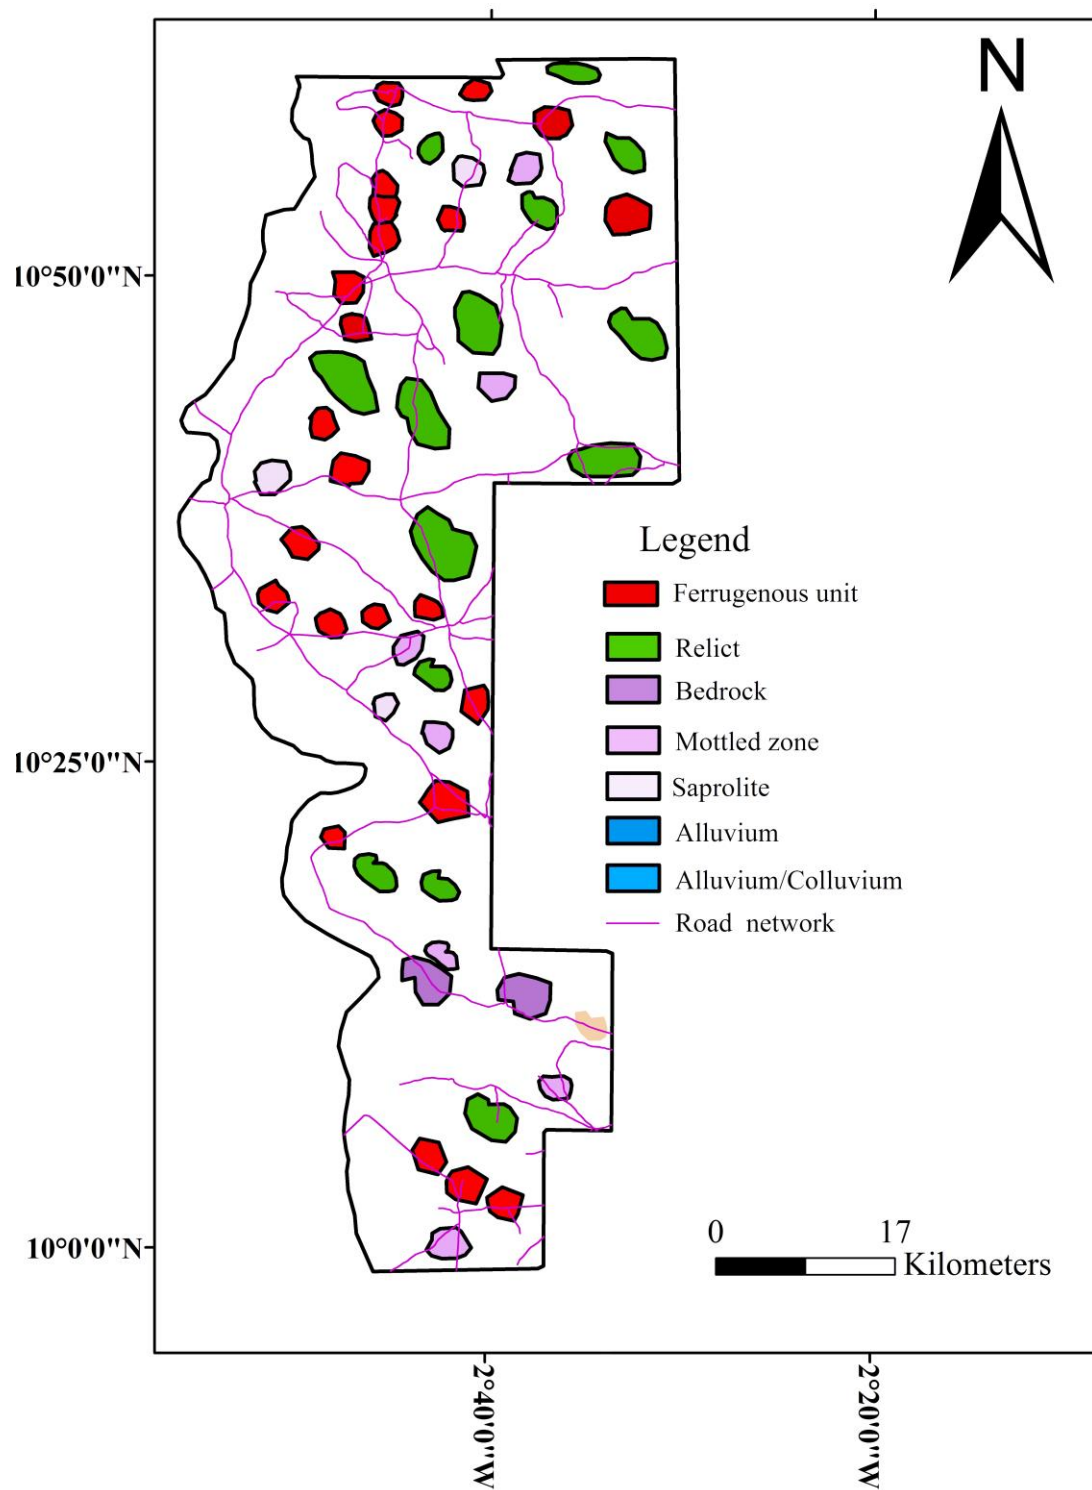 N
10°50'0"N
Legend
Ferrugenous unit
Relict
Bedrock
Mottled zone
10°25'0"N
Saprolite
Alluvium
Alluvium/Colluvium
Road network
0 17
10°0'0"N
Kilometers
2°40'0"W
2°20'0"W